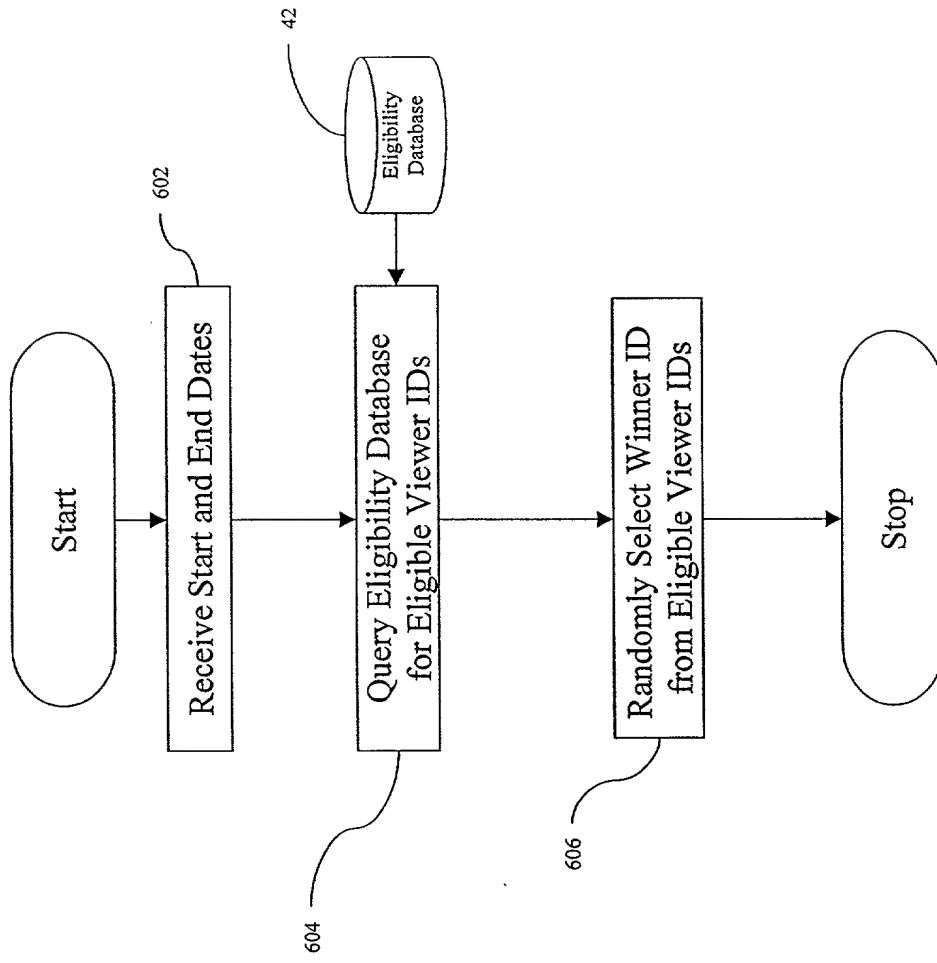 Start
602
Receive Start and End Dates
42
Eligibility
Database
Query Eligibility Database
for Eligible Viewer IDs
604
Randomly Select Winner ID
from Eligible Viewer IDs
606
Stop